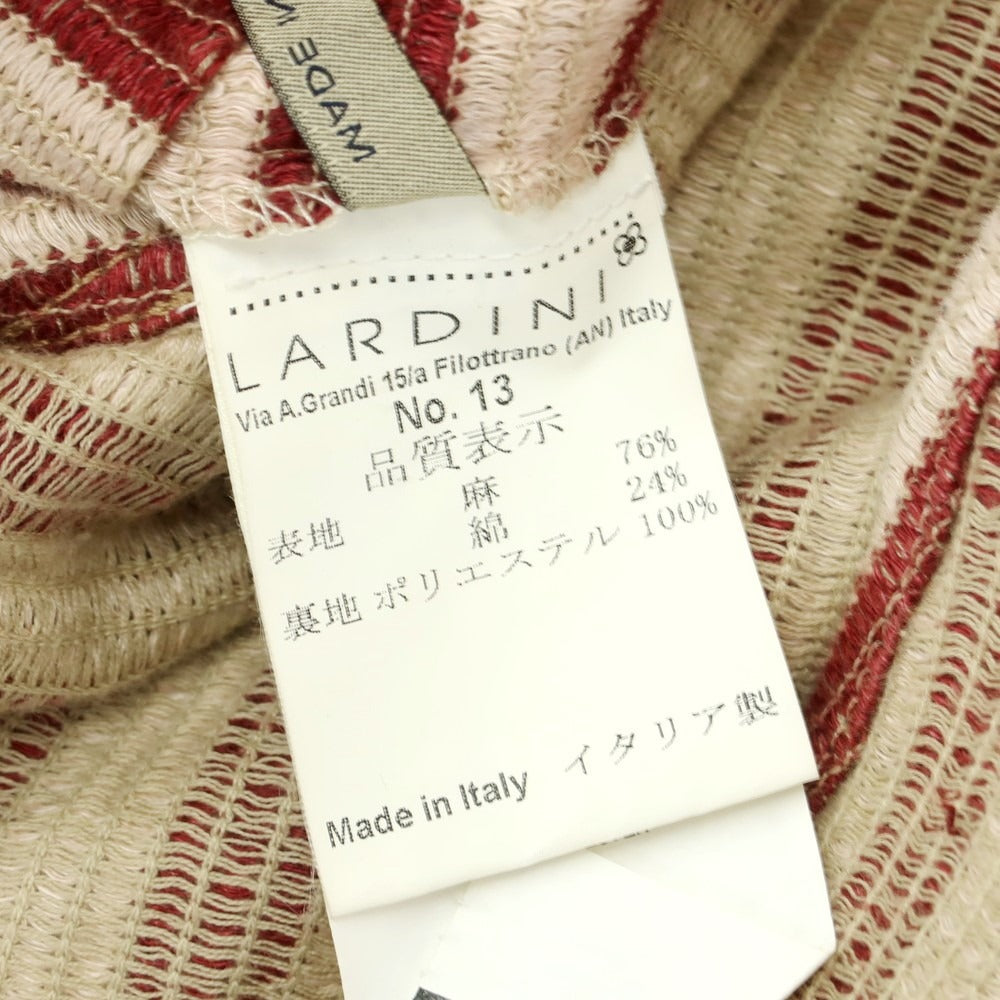 MADE IN
LARDINI
Via A.Grandi 15/a Filottrano (AN) Italy
No. 13
品質表示
表地 麻 76%
綿 24%
裏地 ポリエステル 100%
Made in Italy イタリア製